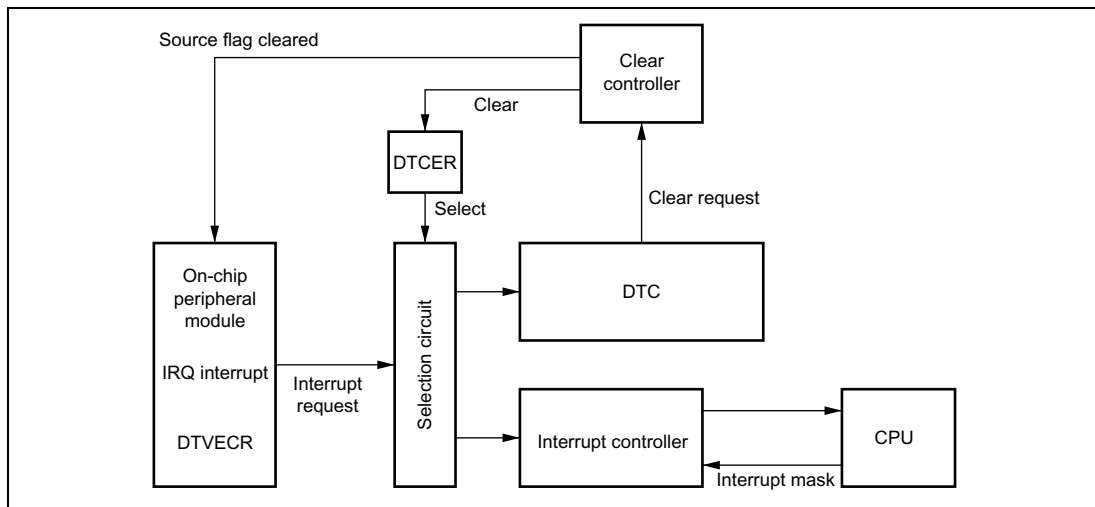 Source flag cleared
Clear
controller
Clear
DTCER
Clear request
Select
On-chip
peripheral
module
IRQ interrupt
DTVECR
Interrupt
request
Selection circuit
DTC
Interrupt controller
CPU
Interrupt mask